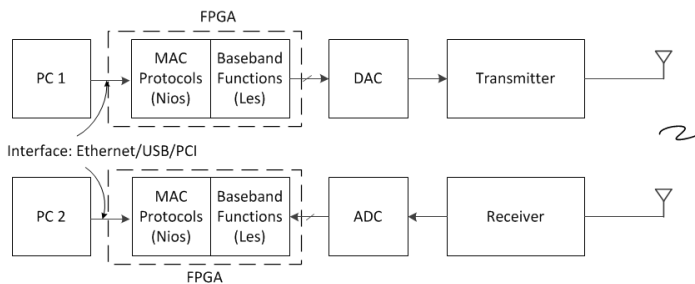 FPGA
PC 1
MAC
Protocols
(Nios)
Baseband
Functions
(Les)
DAC
Transmitter
Interface: Ethernet/USB/PCI
PC 2
MAC
Protocols
(Nios)
Baseband
Functions
(Les)
ADC
Receiver
FPGA